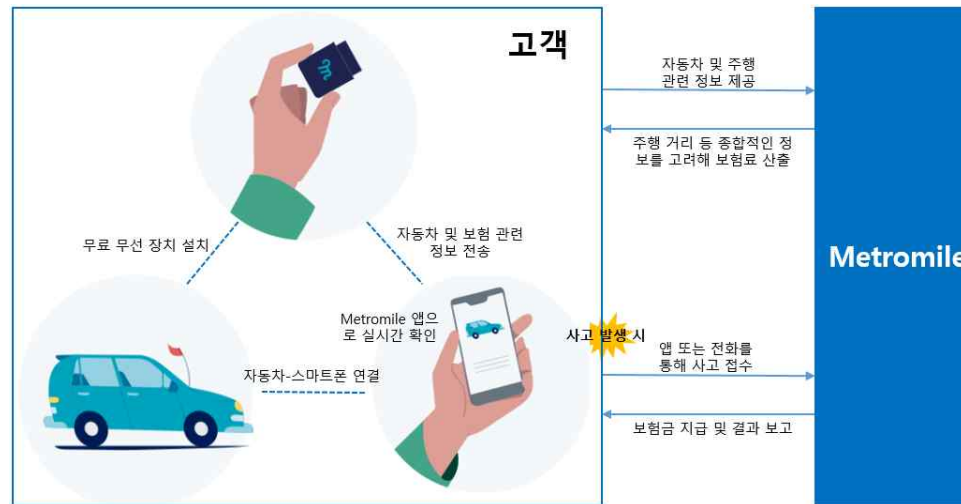 고객
자동차 및 주행
관련 정보 제공
주행 거리 등 종합적인 정
보를 고려해 보험료 산출
무료 무선 장치 설치
자동차 및 보험 관련
정보 전송
Metromile
Metromile 앱으
로 실시간 확인
사고 발생 시
자동차-스마트폰 연결
앱 또는 전화를
통해 사고 접수
보험금 지급 및 결과 보고